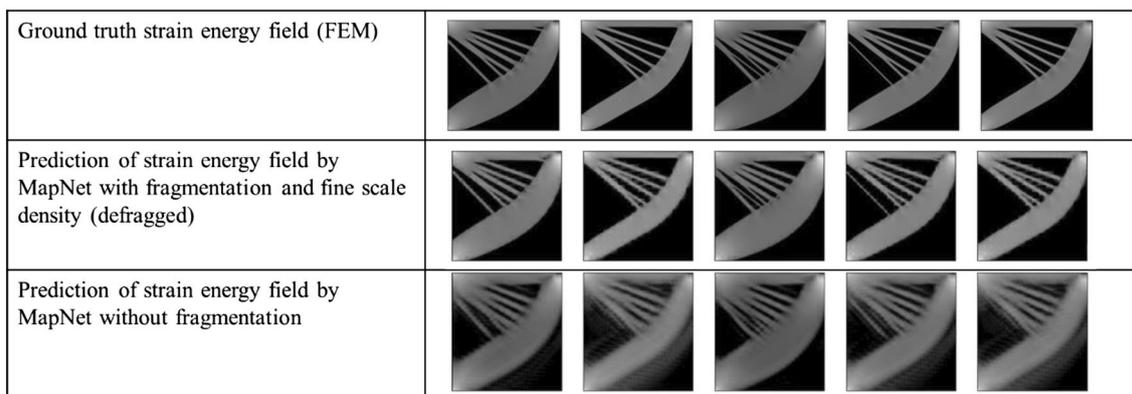 Ground truth strain energy field (FEM)
Prediction of strain energy field by
MapNet with fragmentation and fine scale
density (defragged)
Prediction of strain energy field by
MapNet without fragmentation